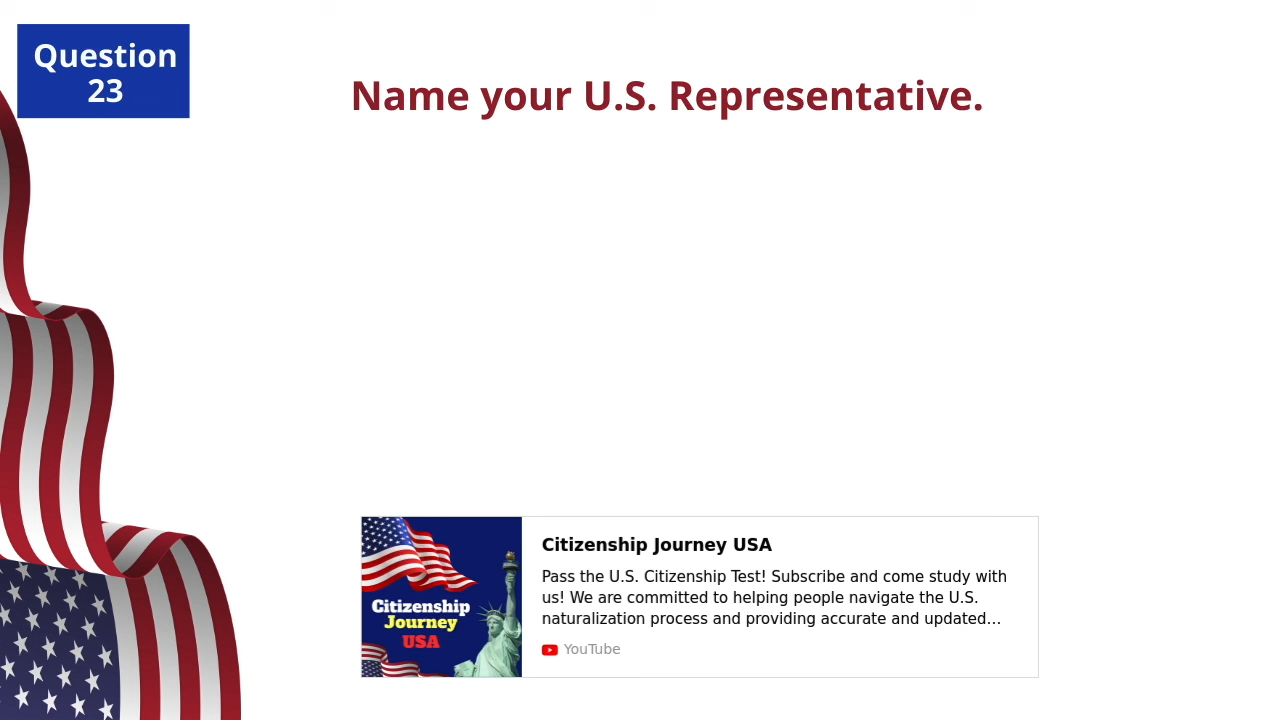 Question
23
Name your U.S. Representative.
Citizenship Journey USA
Pass the U.S. Citizenship Test! Subscribe and come study with
us! We are committed to helping people navigate the U.S.
naturalization process and providing accurate and updated...
YouTube
Citizenship
Journey
USA